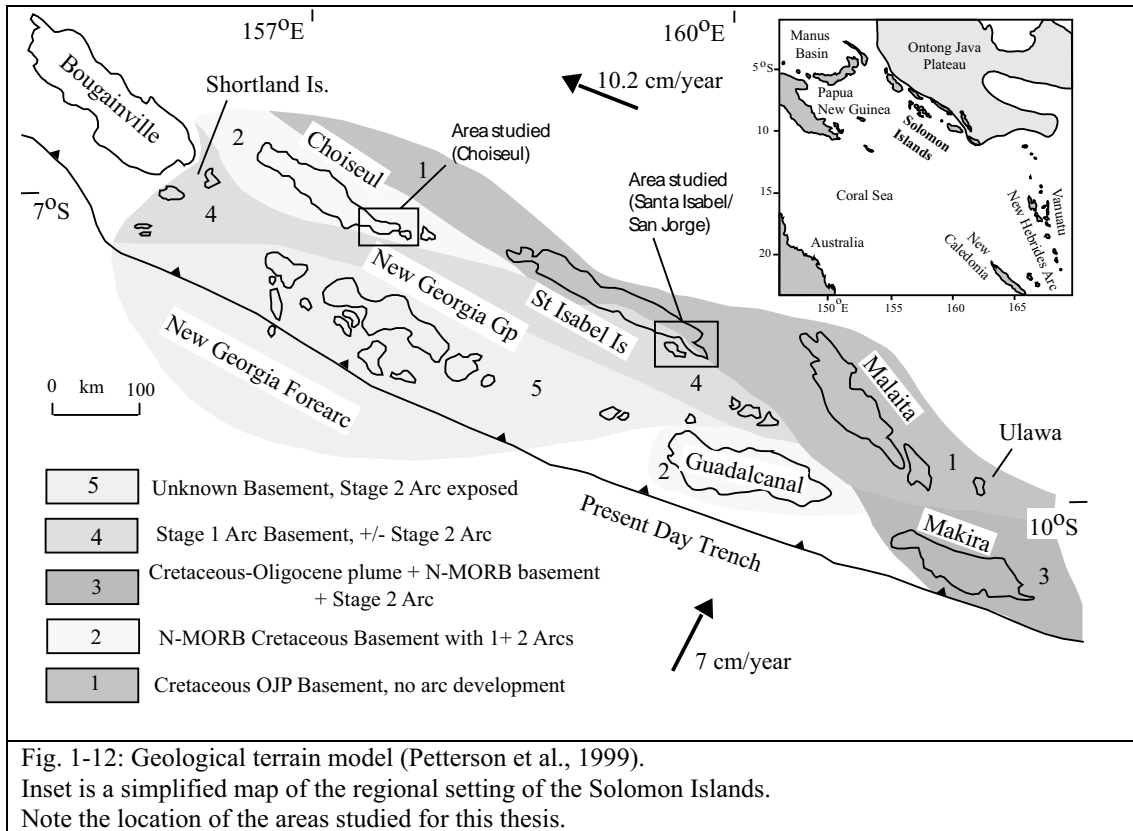 157°E
160°E
Bougainville
Shortland Is.
10.2 cm/year
2
Choiseul
1
Area studied
(Choiseul)
Area studied
(Santa Isabel/
San Jorge)
7°S
4
New Georgia Gp
St Isabel Is
New Georgia Forearc
5
4
0 km 100
Malaita
Ulawa
1
2
Guadalcanal
10°S
Makira
3
Present Day Trench
7 cm/year
5 Unknown Basement, Stage 2 Arc exposed
4 Stage 1 Arc Basement, +/- Stage 2 Arc
3 Cretaceous-Oligocene plume + N-MORB basement
+ Stage 2 Arc
2 N-MORB Cretaceous Basement with 1+ 2 Arcs
1 Cretaceous OJP Basement, no arc development
Manus
Basin
Ontong Java
Plateau
5°S
Papua
New Guinea
Solomon
Islands
10
Coral Sea
15
Vanuatu
New Hebrides Arc
New
Caledonia
Australia
20
150°E 155 160 165
Fig. 1-12: Geological terrain model (Petterson et al., 1999).
Inset is a simplified map of the regional setting of the Solomon Islands.
Note the location of the areas studied for this thesis.